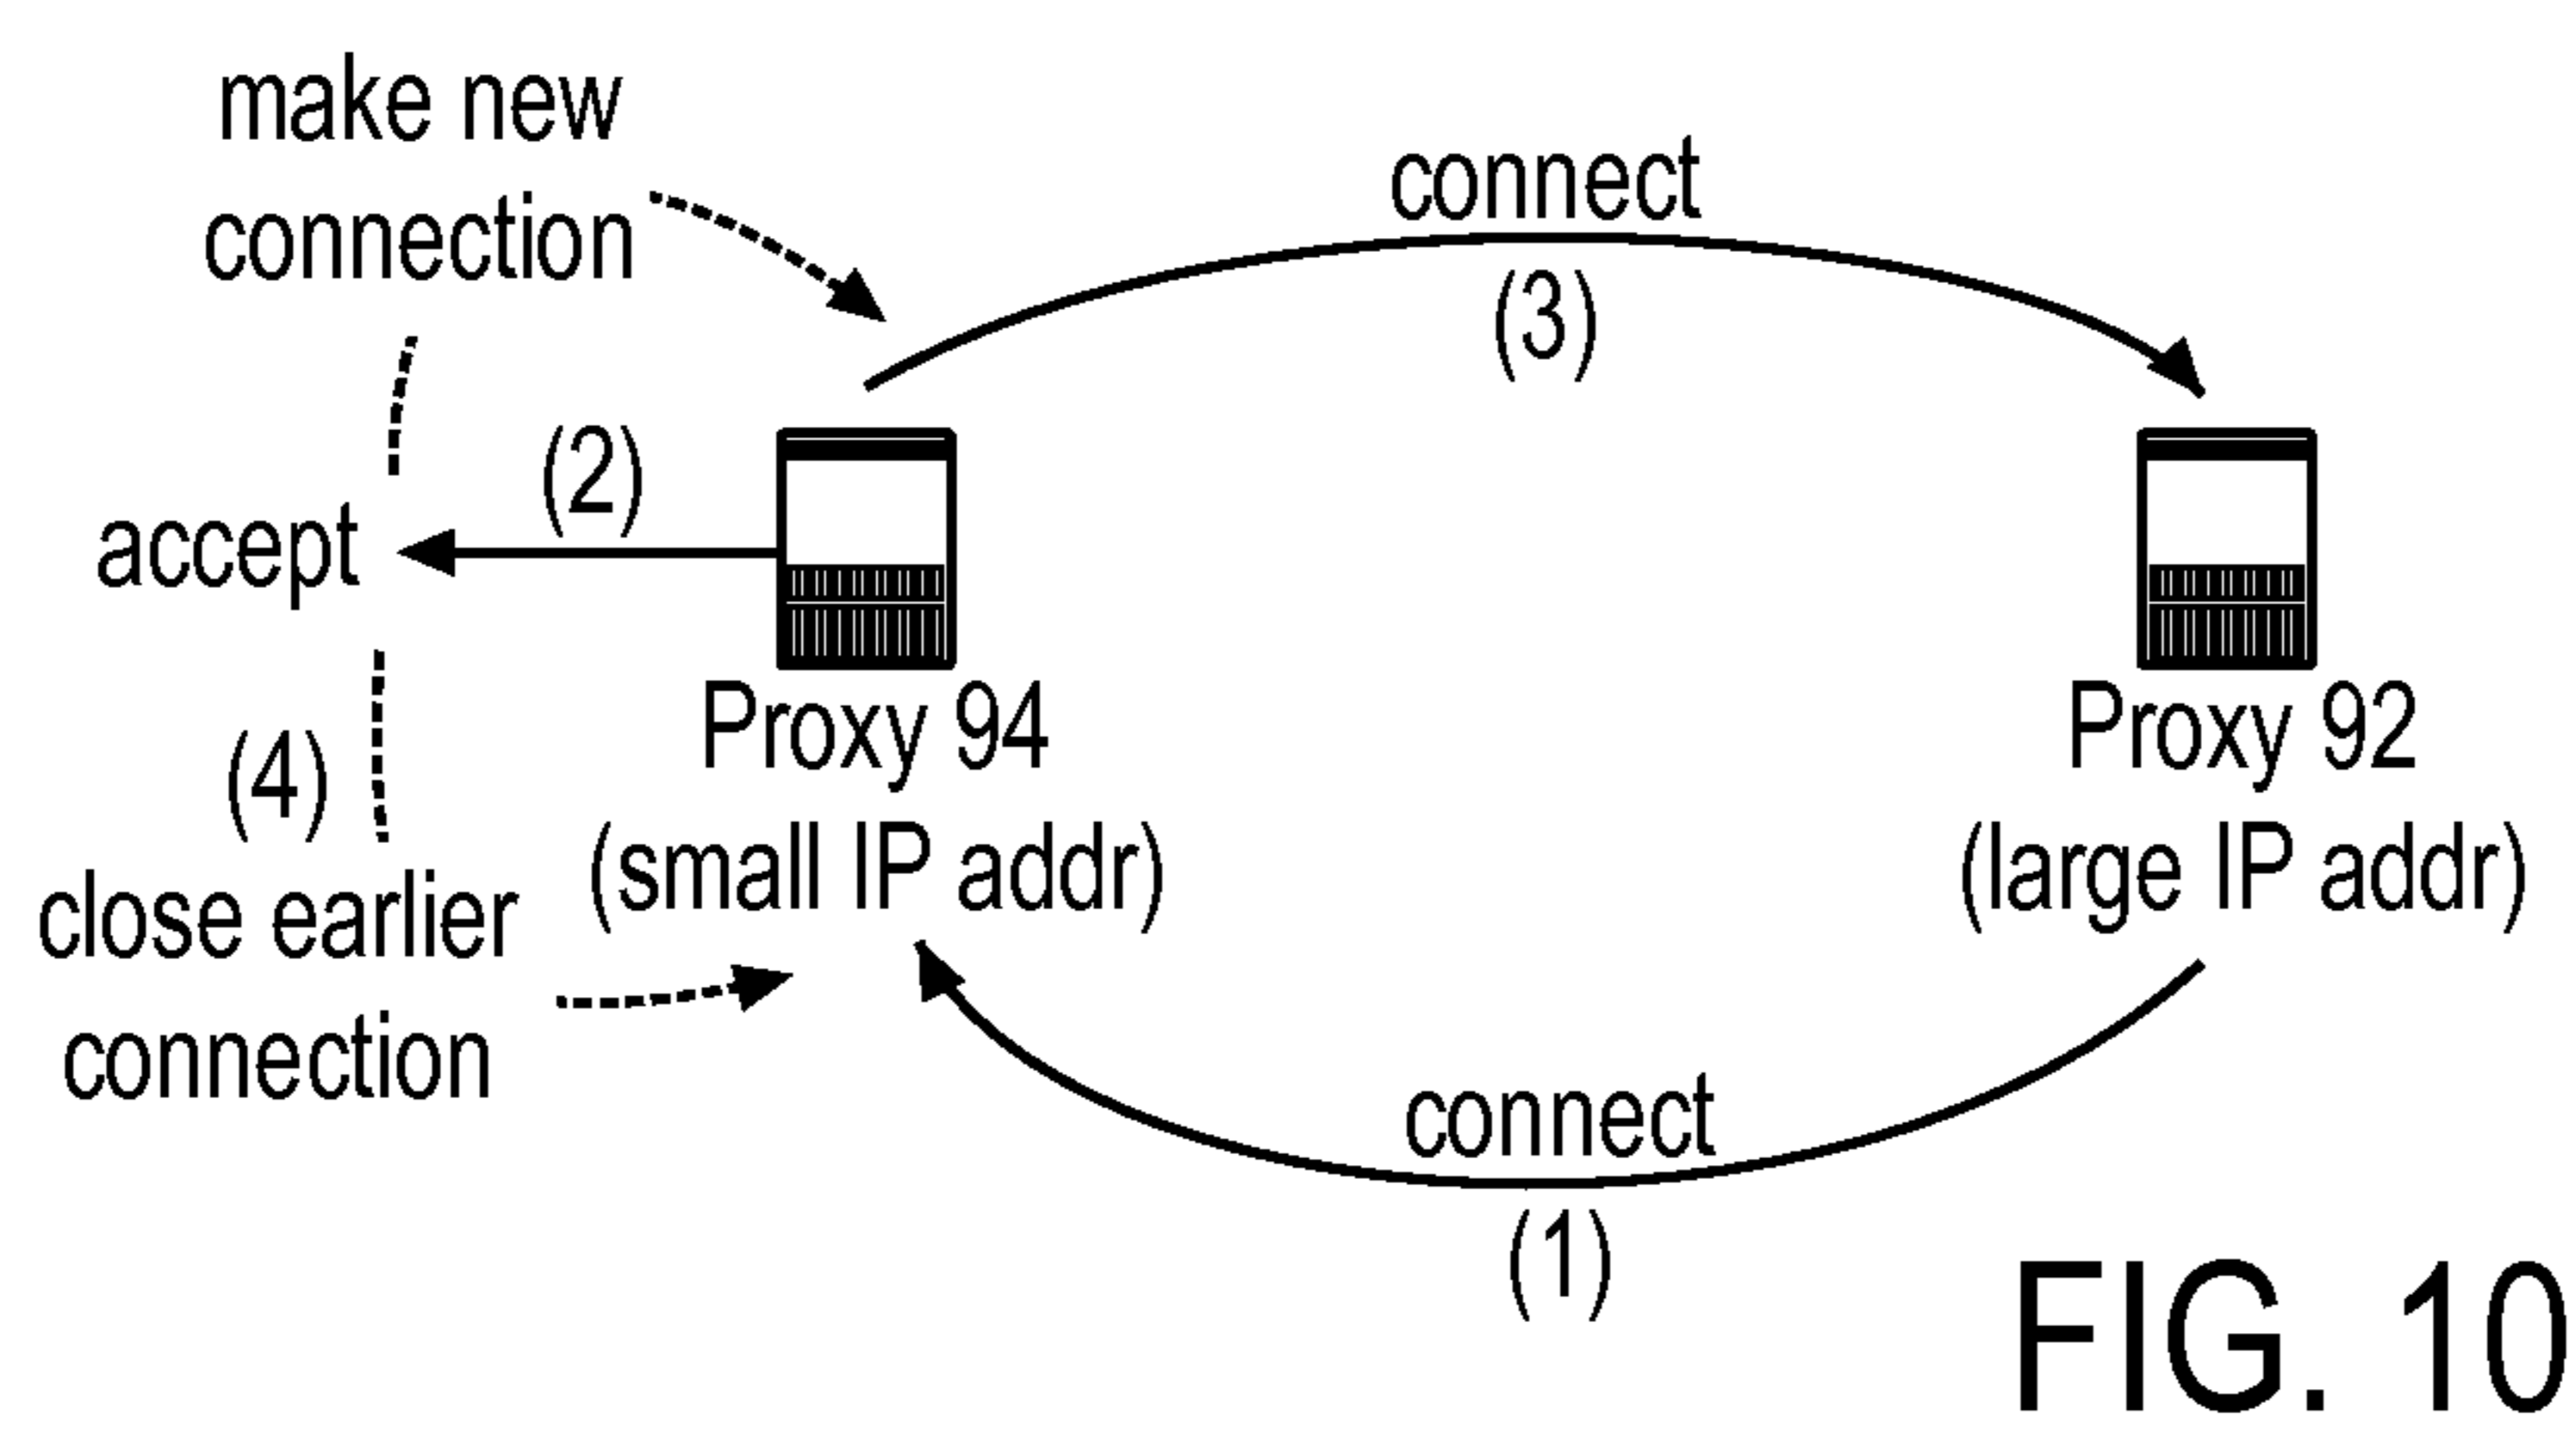 make new
connection
connect
(3)
(2)
accept
Proxy 94
(small IP addr)
Proxy 92
(large IP addr)
(4)
close earlier
connection
connect
(1)
FIG. 10